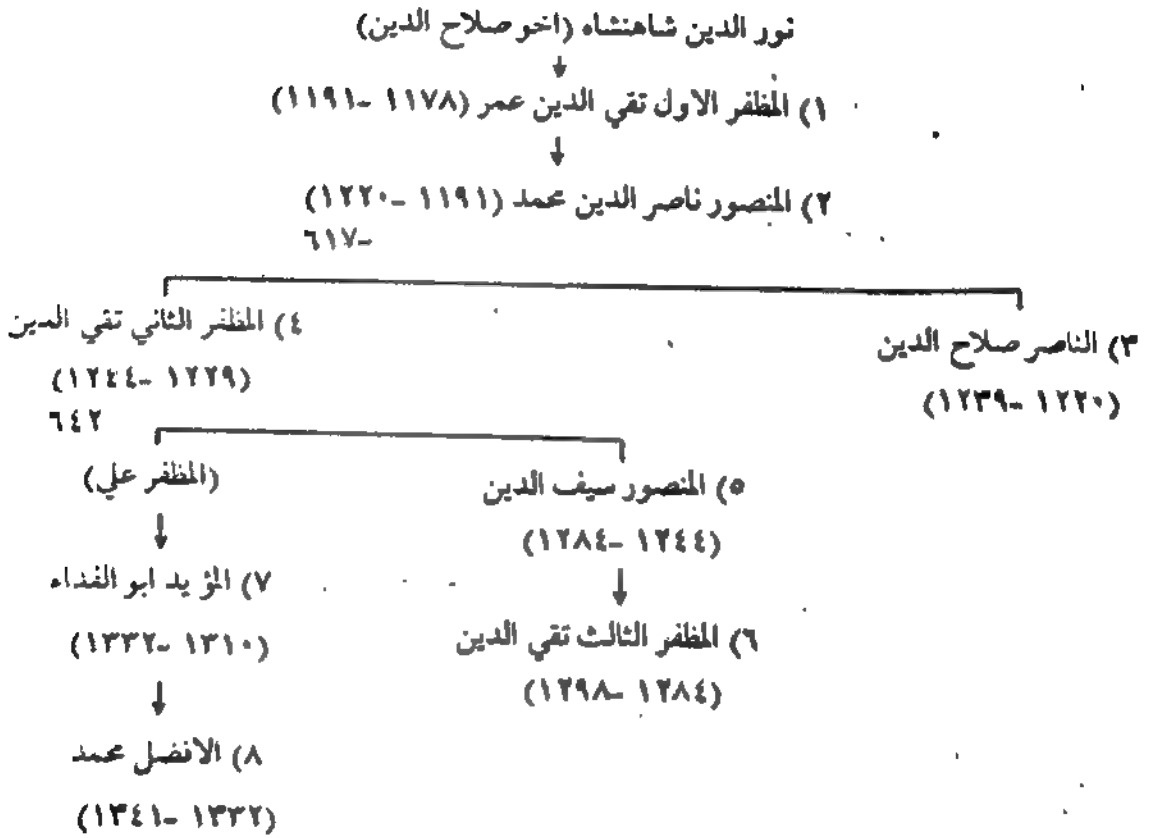 نور الدين شاهنشاه (اخو صلاح الدين)
١) المظفر الاول تقي الدين عمر (١١٧٨ -١١٩١)
٢) المنصور ناصر الدين محمد (١١٩١ -١٢٢٠)
-٦١٧
٣) الناصر صلاح الدين
(١٢٢٠ -١٢٣٩)
٤) المظفر الثاني تقي الدين
(١٢٢٩ -١٢٤٤)
٦٤٢
٥) المنصور سيف الدين
(١٢٤٤ -١٢٨٤)
(المظفر علي)
٦) المظفر الثالث تقي الدين
(١٢٨٤ -١٢٩٨)
٧) المؤيد ابو الفداء
(١٣١٠ -١٣٣٢)
٨) الافضل محمد
(١٣٣٢ -١٣٤١)